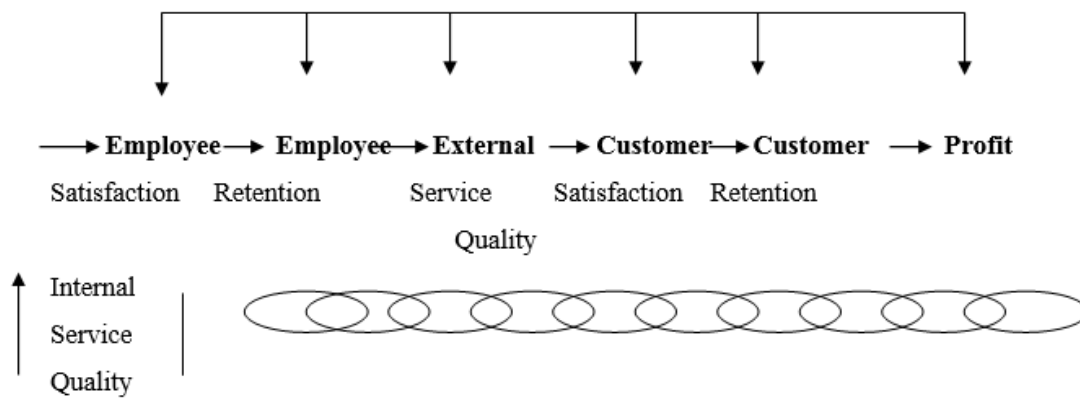 Employee Employee External Customer Customer Profit
Satisfaction Retention Service Satisfaction Retention
Quality
Internal
Service
Quality